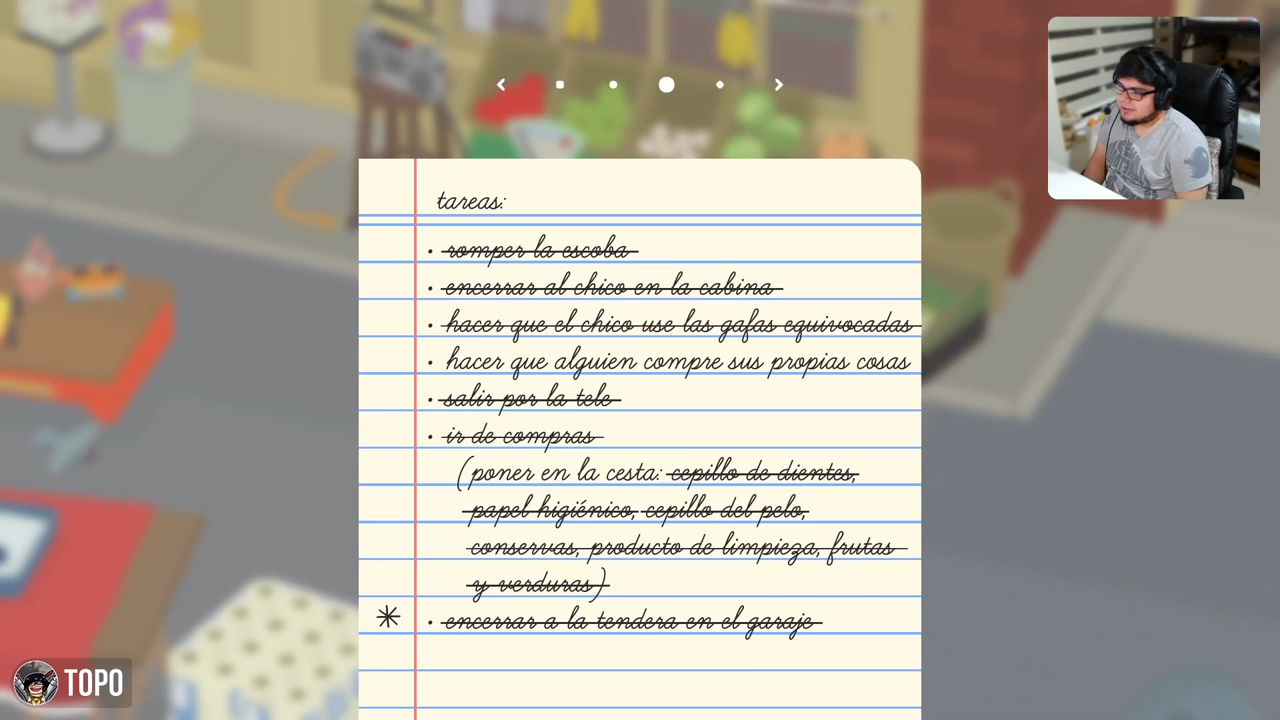 tareas:
• romper la escoba
• encerrar al chico en la cabina
• hacer que el chico use las gafas equivocadas
• hacer que alguien compre sus propias cosas
• salir por la tele
• ir de compras
(poner en la cesta: cepillo de dientes,
papel higiénico, cepillo del pelo,
conservas, producto de limpieza, frutas
y verduras)
• encerrar a la tendera en el garaje
TOPO